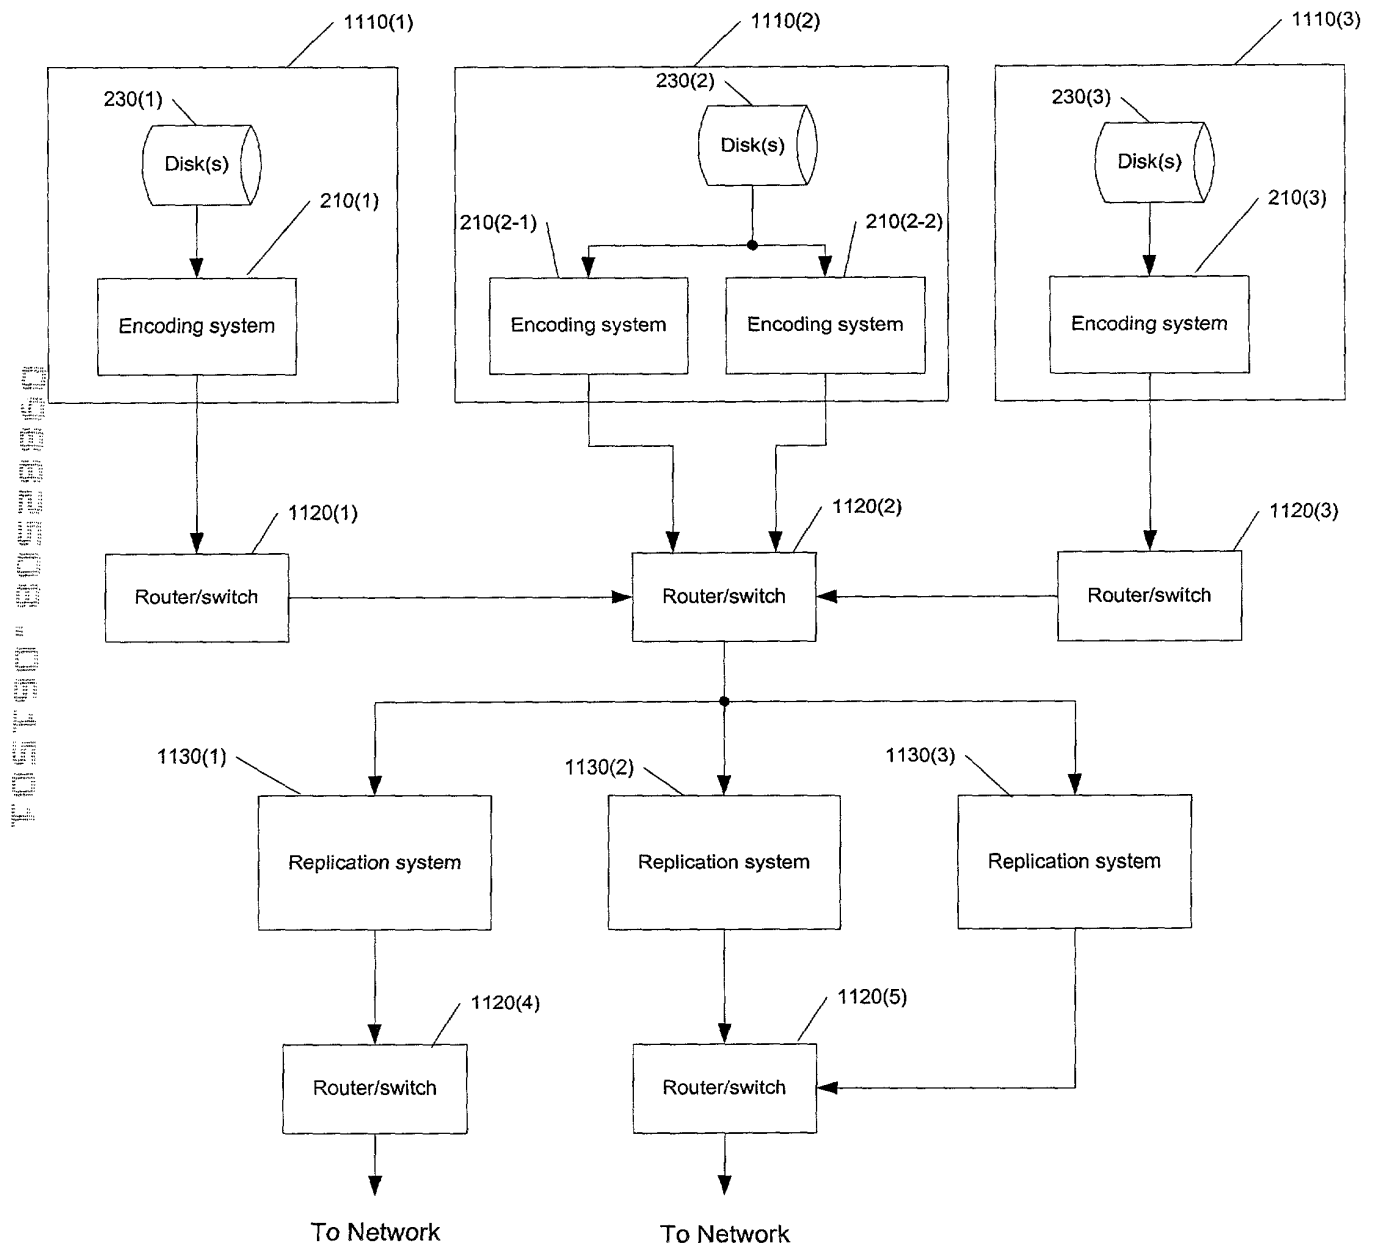 1110(1)
1110(2)
1110(3)
230(1)
230(2)
230(3)
Disk(s)
Disk(s)
Disk(s)
210(1)
210(2-1)
210(2-2)
210(3)
Encoding system
Encoding system
Encoding system
Encoding system
1120(1)
1120(2)
1120(3)
Router/switch
Router/switch
Router/switch
1130(1)
1130(2)
1130(3)
Replication system
Replication system
Replication system
1120(4)
1120(5)
Router/switch
Router/switch
To Network
To Network